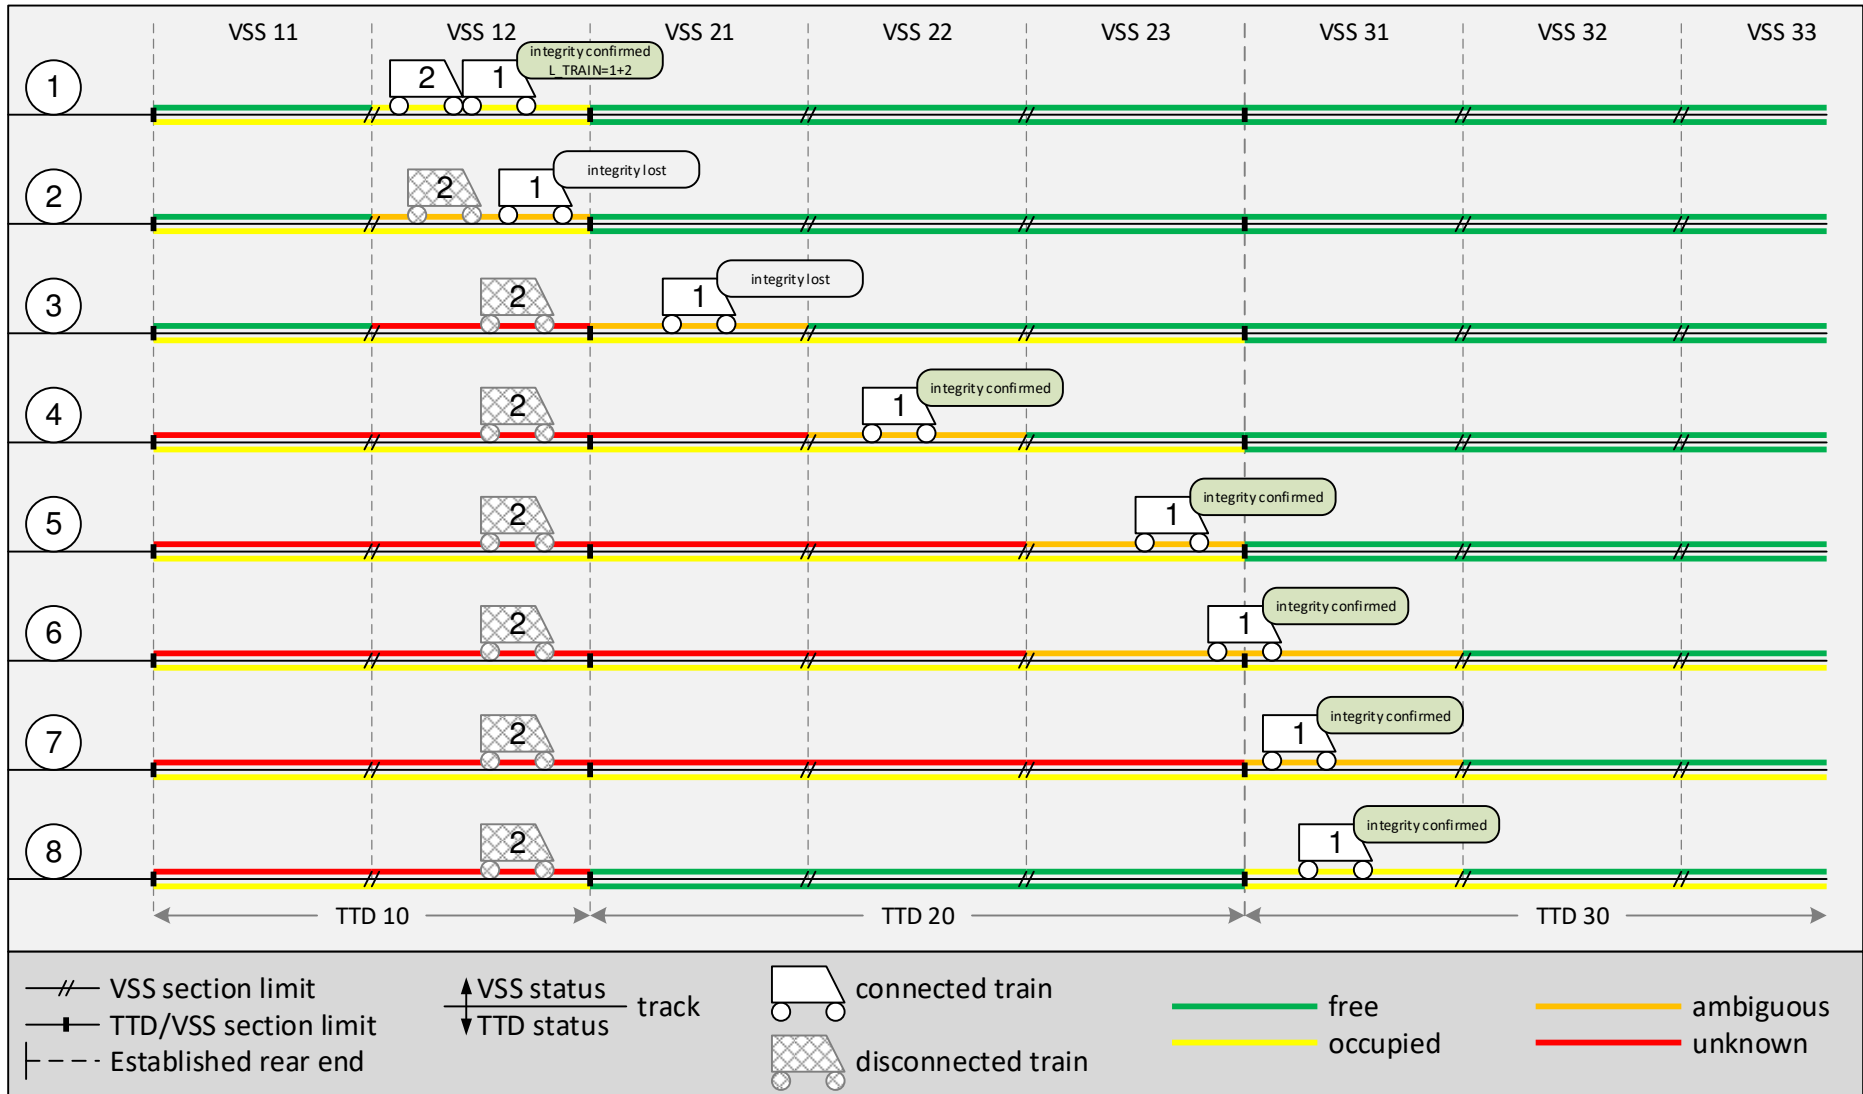 VSS 11 VSS 12 VSS 21 VSS 22 VSS 23 VSS 31 VSS 32 VSS 33
1 2 1 integrity confirmed
L_TRAIN=1+2
2 2 1 integrity lost
3 2 1 integrity lost
4 2 1 integrity confirmed
5 2 1 integrity confirmed
6 2 1 integrity confirmed
7 2 1 integrity confirmed
8 2 1 integrity confirmed
TTD 10 TTD 20 TTD 30
VSS section limit
TTD/VSS section limit
Established rear end
VSS status
TTD status
track
connected train
disconnected train
free
occupied
ambiguous
unknown